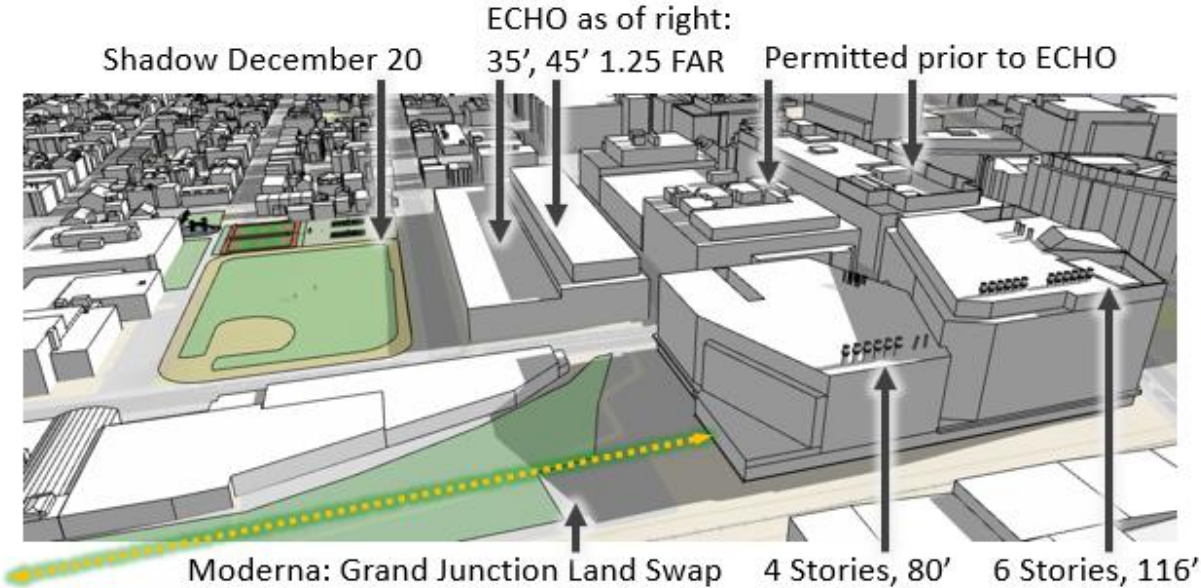 ECHO as of right:
Shadow December 20
35’, 45’ 1.25 FAR
Permitted prior to ECHO
Moderna: Grand Junction Land Swap
4 Stories, 80’
6 Stories, 116’